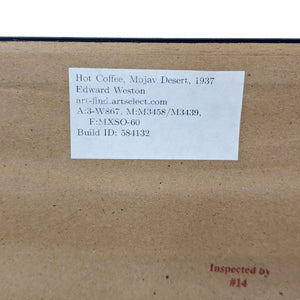 Hot Coffee, Mojav Desert, 1937
Edward Weston
art-find.artselect.com
A:3-W867, M:M3458/M3439,
F:MXSO-60
Build ID: 584132
Inspected by
#14